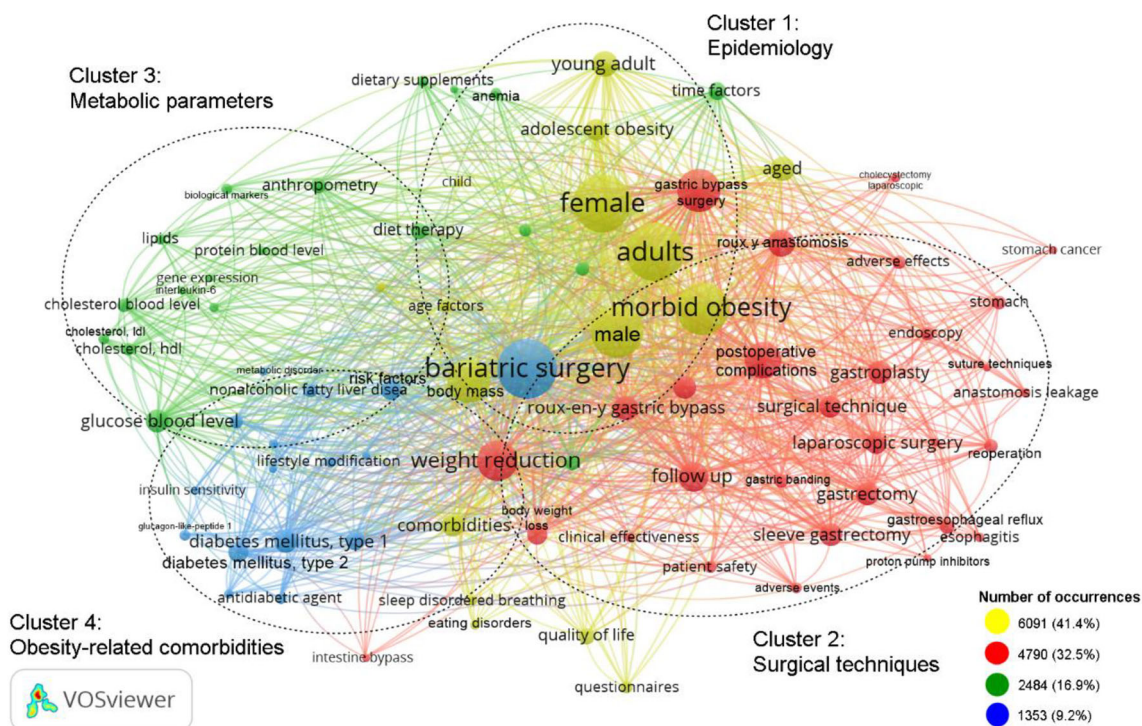 Cluster 1:
Epidemiology
Cluster 3:
Metabolic parameters
young adult
dietary supplements
anemia
time factors
adolescent obesity
aged
child
gastric bypass
surgery
cholecystectomy
laparoscopic
biological markers
anthropometry
female
lipids
protein blood level
diet therapy
adults
roux y anastomosis
adverse effects
stomach cancer
gene expression
interleukin-6
cholesterol blood level
age factors
morbid obesity
stomach
cholesterol, ldl
cholesterol, hdl
male
endoscopy
metabolic disorder
bariatric surgery
postoperative
complications
gastroplasty
suture techniques
nonalcoholic fatty liver disea
risk factors
body mass
anastomosis leakage
glucose blood level
roux-en-y gastric bypass
surgical technique
lifestyle modification
weight reduction
laparoscopic surgery
reoperation
insulin sensitivity
follow up
gastric banding
gastrectomy
glucagon-like-peptide 1
comorbidities
body weight
loss
clinical effectiveness
sleeve gastrectomy
gastroesophageal reflux
esophagitis
diabetes mellitus, type 1
diabetes mellitus, type 2
patient safety
proton pump inhibitors
antidiabetic agent
sleep disordered breathing
adverse events
eating disorders
quality of life
intestine bypass
questionnaires
Cluster 4:
Obesity-related comorbidities
Cluster 2:
Surgical techniques
VOSviewer
Number of occurrences
6091 (41.4%)
4790 (32.5%)
2484 (16.9%)
1353 (9.2%)